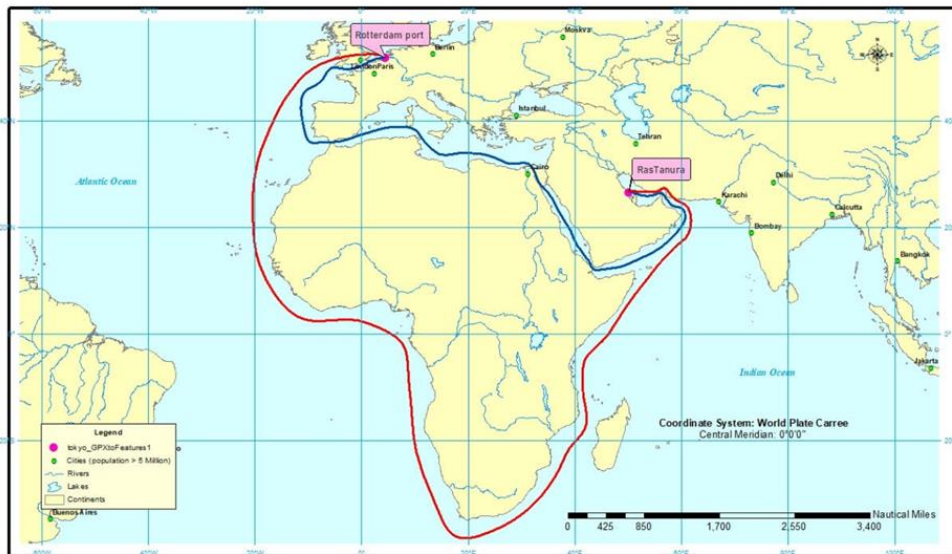 Rotterdam port
Berlin
Moskva
London
Paris
Istanbul
Tehran
Cairo
RasTanura
Karachi
Delhi
Calcutta
Bombay
Bangkok
Atlantic Ocean
Indian Ocean
Jakarta
Coordinate System: World Plate Carree
Central Meridian: 0°0'0"
Legend
tokyo_GPXtoFeatures1
Cities (population > 5 Million)
Rivers
Lakes
Continents
Buenos Aires
Nautical Miles
0 425 850 1,700 2,550 3,400